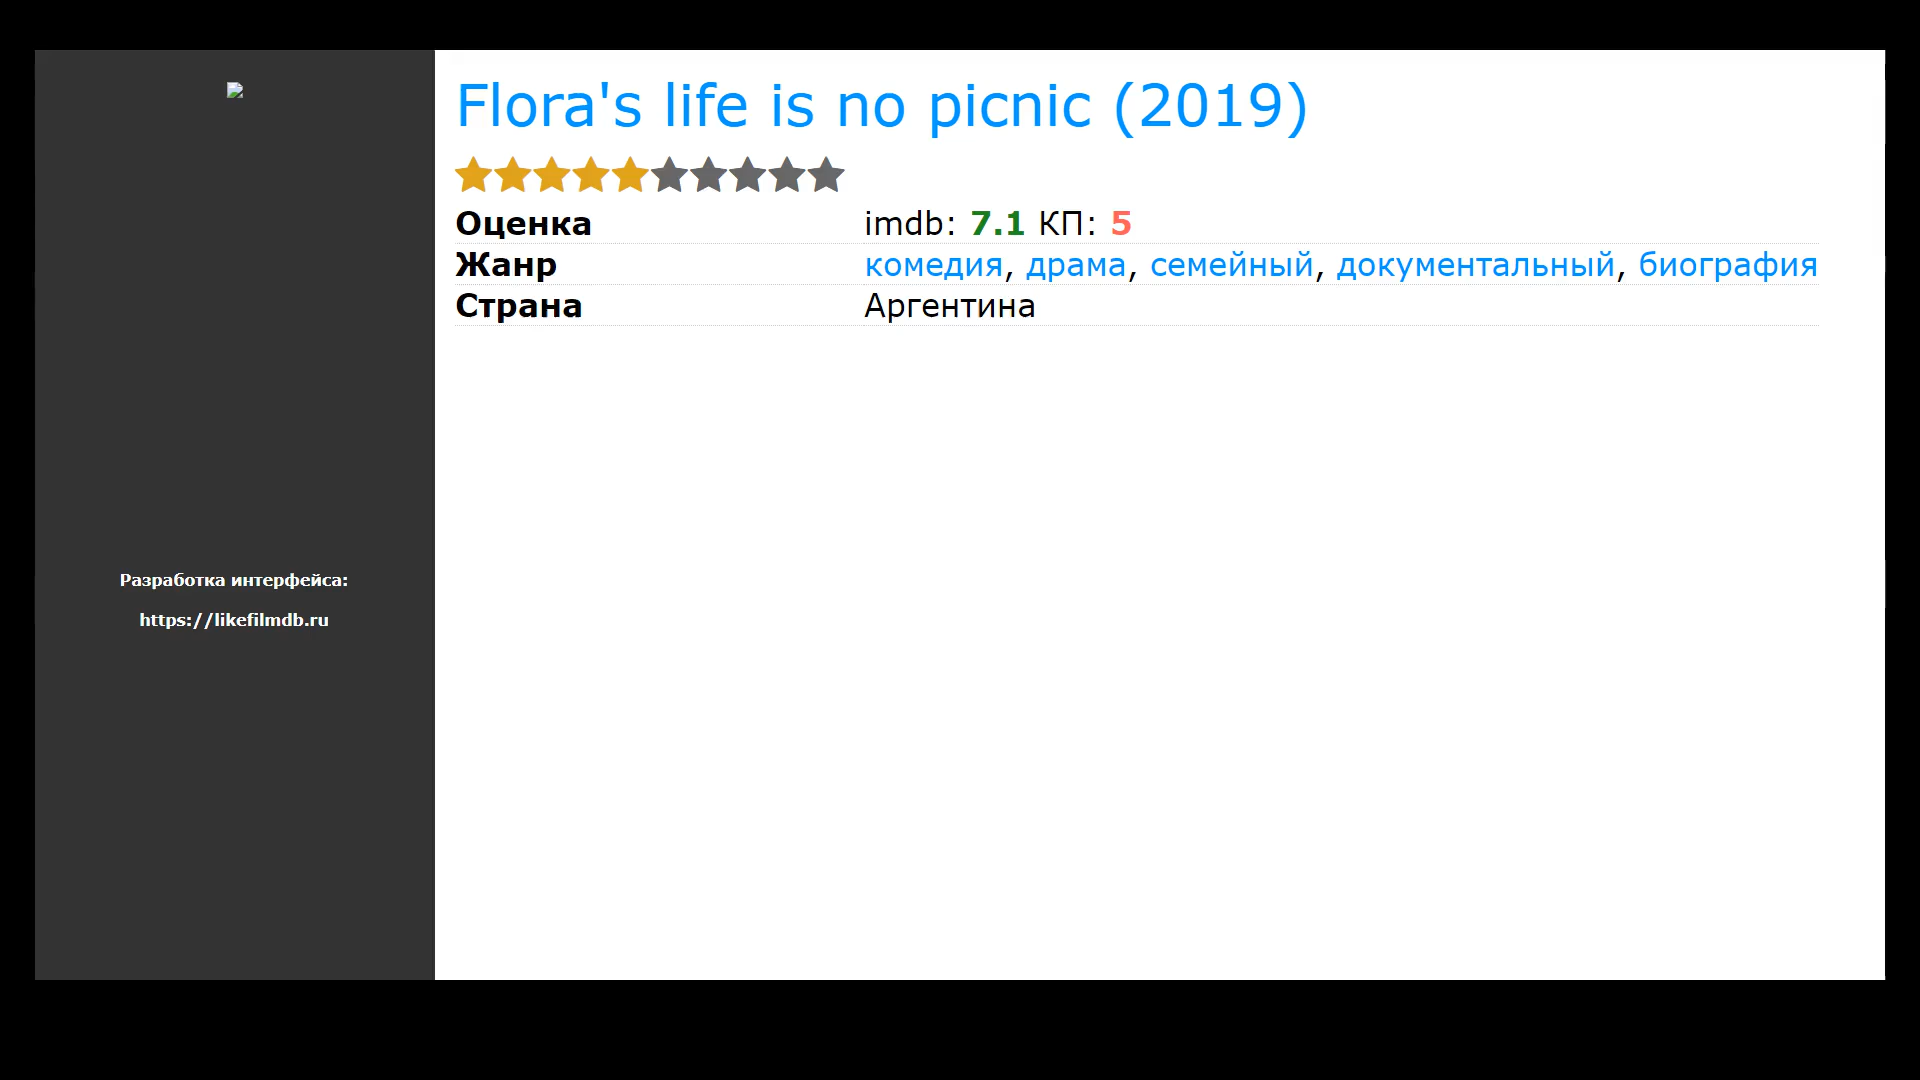 Flora's life is no picnic (2019)
Оценка imdb: 7.1 КП: 5
Жанр комедия, драма, семейный, документальный, биография
Страна Аргентина
Разработка интерфейса:
https://likefilmdb.ru